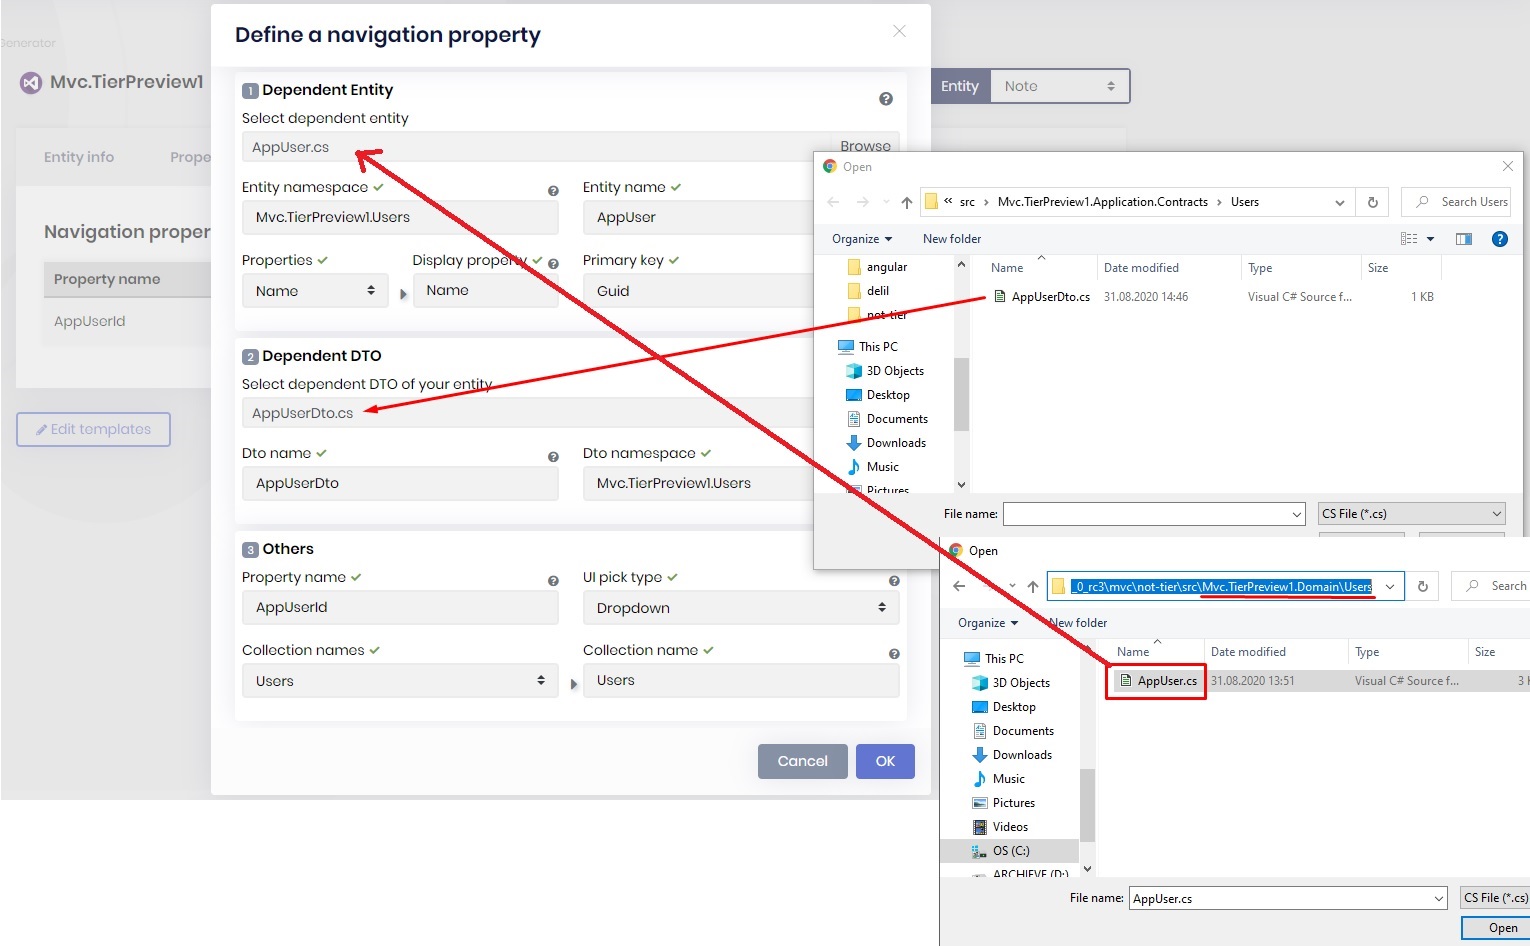 Generator
Mvc.TierPreview1
Entity info
Prope
Navigation proper
Property name
AppUserId
Edit templates
Entity
Note
Define a navigation property
1 Dependent Entity
Select dependent entity
AppUser.cs
Browse
Entity namespace
Entity name
Mvc.TierPreview1.Users
AppUser
Properties
Display property
Primary key
Name
Name
Guid
2 Dependent DTO
Select dependent DTO of your entity
AppUserDto.cs
Dto name
Dto namespace
AppUserDto
Mvc.TierPreview1.Users
3 Others
Property name
UI pick type
AppUserId
Dropdown
Collection names
Collection name
Users
Users
Cancel
OK
Open
« src › Mvc.TierPreview1.Application.Contracts › Users
Search Users
Organize
New folder
Name
Date modified
Type
Size
angular
delil
not-tier
This PC
3D Objects
Desktop
Documents
Downloads
Music
Pictures
AppUserDto.cs
31.08.2020 14:46
Visual C# Source f...
1 KB
File name:
CS File (*.cs)
Open
_0_rc3\mvc\not-tier\src\Mvc.TierPreview1.Domain\Users
Search
Organize
New folder
Name
Date modified
Type
Size
This PC
3D Objects
Desktop
Documents
Downloads
Music
Pictures
Videos
OS (C:)
ARCHIEVE (D:)
AppUser.cs
31.08.2020 13:51
Visual C# Source f...
3 K
File name:
AppUser.cs
CS File (*.cs)
Open